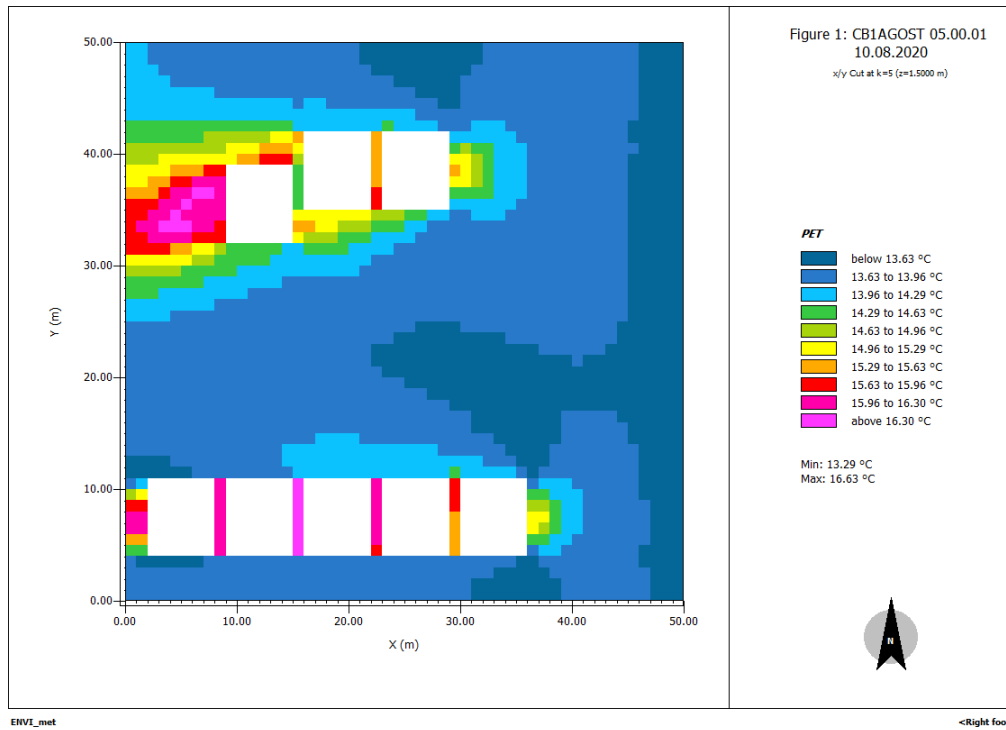 Figure 1: CB1AGOST 05.00.01
10.08.2020
x/y Cut at k=5 (z=1.5000 m)
50.00
40.00
30.00
20.00
10.00
0.00
Y (m)
0.00 10.00 20.00 30.00 40.00 50.00
X (m)
PET
below 13.63 °C
13.63 to 13.96 °C
13.96 to 14.29 °C
14.29 to 14.63 °C
14.63 to 14.96 °C
14.96 to 15.29 °C
15.29 to 15.63 °C
15.63 to 15.96 °C
15.96 to 16.30 °C
above 16.30 °C
Min: 13.29 °C
Max: 16.63 °C
N
ENVI_met
<Right foo